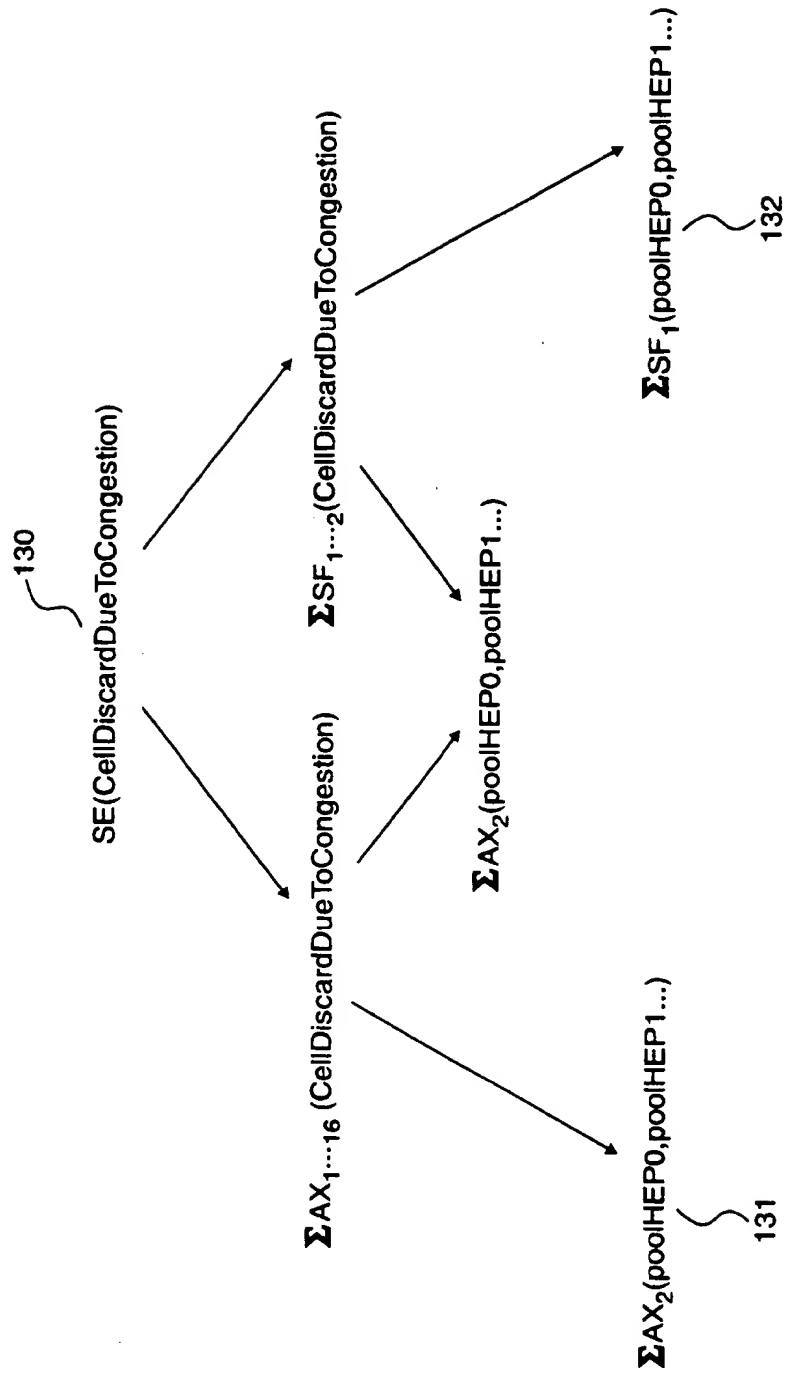 130
SE(CellDiscardDueToCongestion)
ΣAX₁...₁₆ (CellDiscardDueToCongestion)
ΣSF₁...₂(CellDiscardDueToCongestion)
ΣAX₂(poolHEP0,poolHEP1...)
ΣAX₂(poolHEP0,poolHEP1...)
131
ΣSF₁(poolHEP0,poolHEP1...)
132